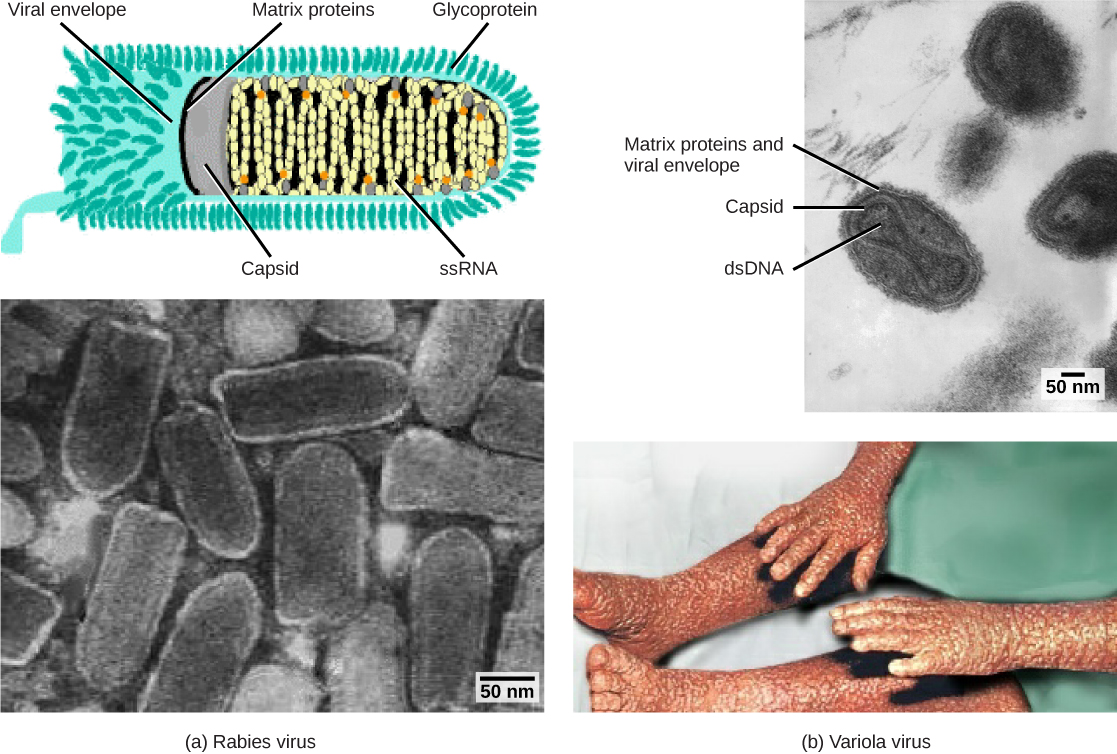 Viral envelope
Matrix proteins
Glycoprotein
Capsid
ssRNA
50 nm
(a) Rabies virus
Matrix proteins and
viral envelope
Capsid
dsDNA
50 nm
(b) Variola virus